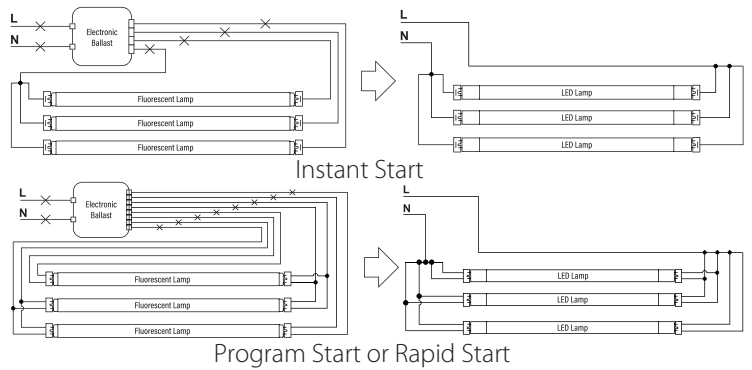 L
N
Electronic
Ballast
Fluorescent Lamp
Fluorescent Lamp
Fluorescent Lamp
L
N
LED Lamp
LED Lamp
LED Lamp
Instant Start
L
N
Electronic
Ballast
Fluorescent Lamp
Fluorescent Lamp
Fluorescent Lamp
L
N
LED Lamp
LED Lamp
LED Lamp
Program Start or Rapid Start